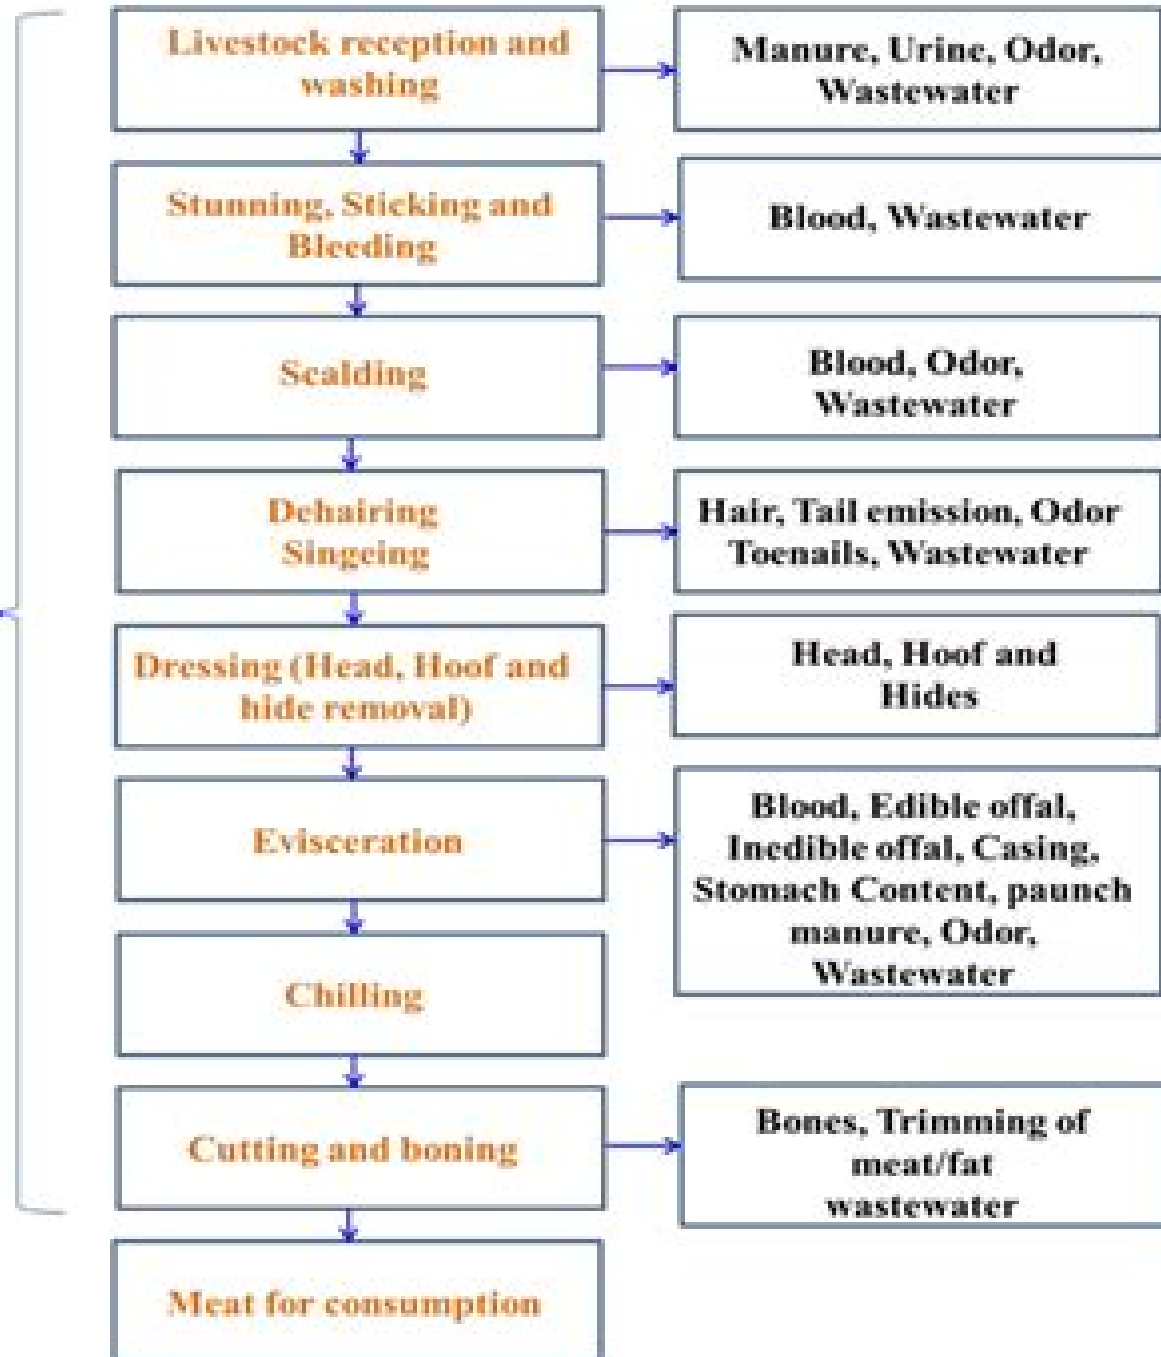 Livestock reception and
washing
Manure, Urine, Odor,
Wastewater
Stunning, Sticking and
Bleeding
Blood, Wastewater
Scalding
Blood, Odor,
Wastewater
Dehairing
Singeing
Hair, Tail emission, Odor
Toenails, Wastewater
Dressing (Head, Hoof and
hide removal)
Head, Hoof and
Hides
Evisceration
Blood, Edible offal,
Inedible offal, Casing,
Stomach Content, paunch
manure, Odor,
Wastewater
Chilling
Cutting and boning
Bones, Trimming of
meat/fat
wastewater
Meat for consumption